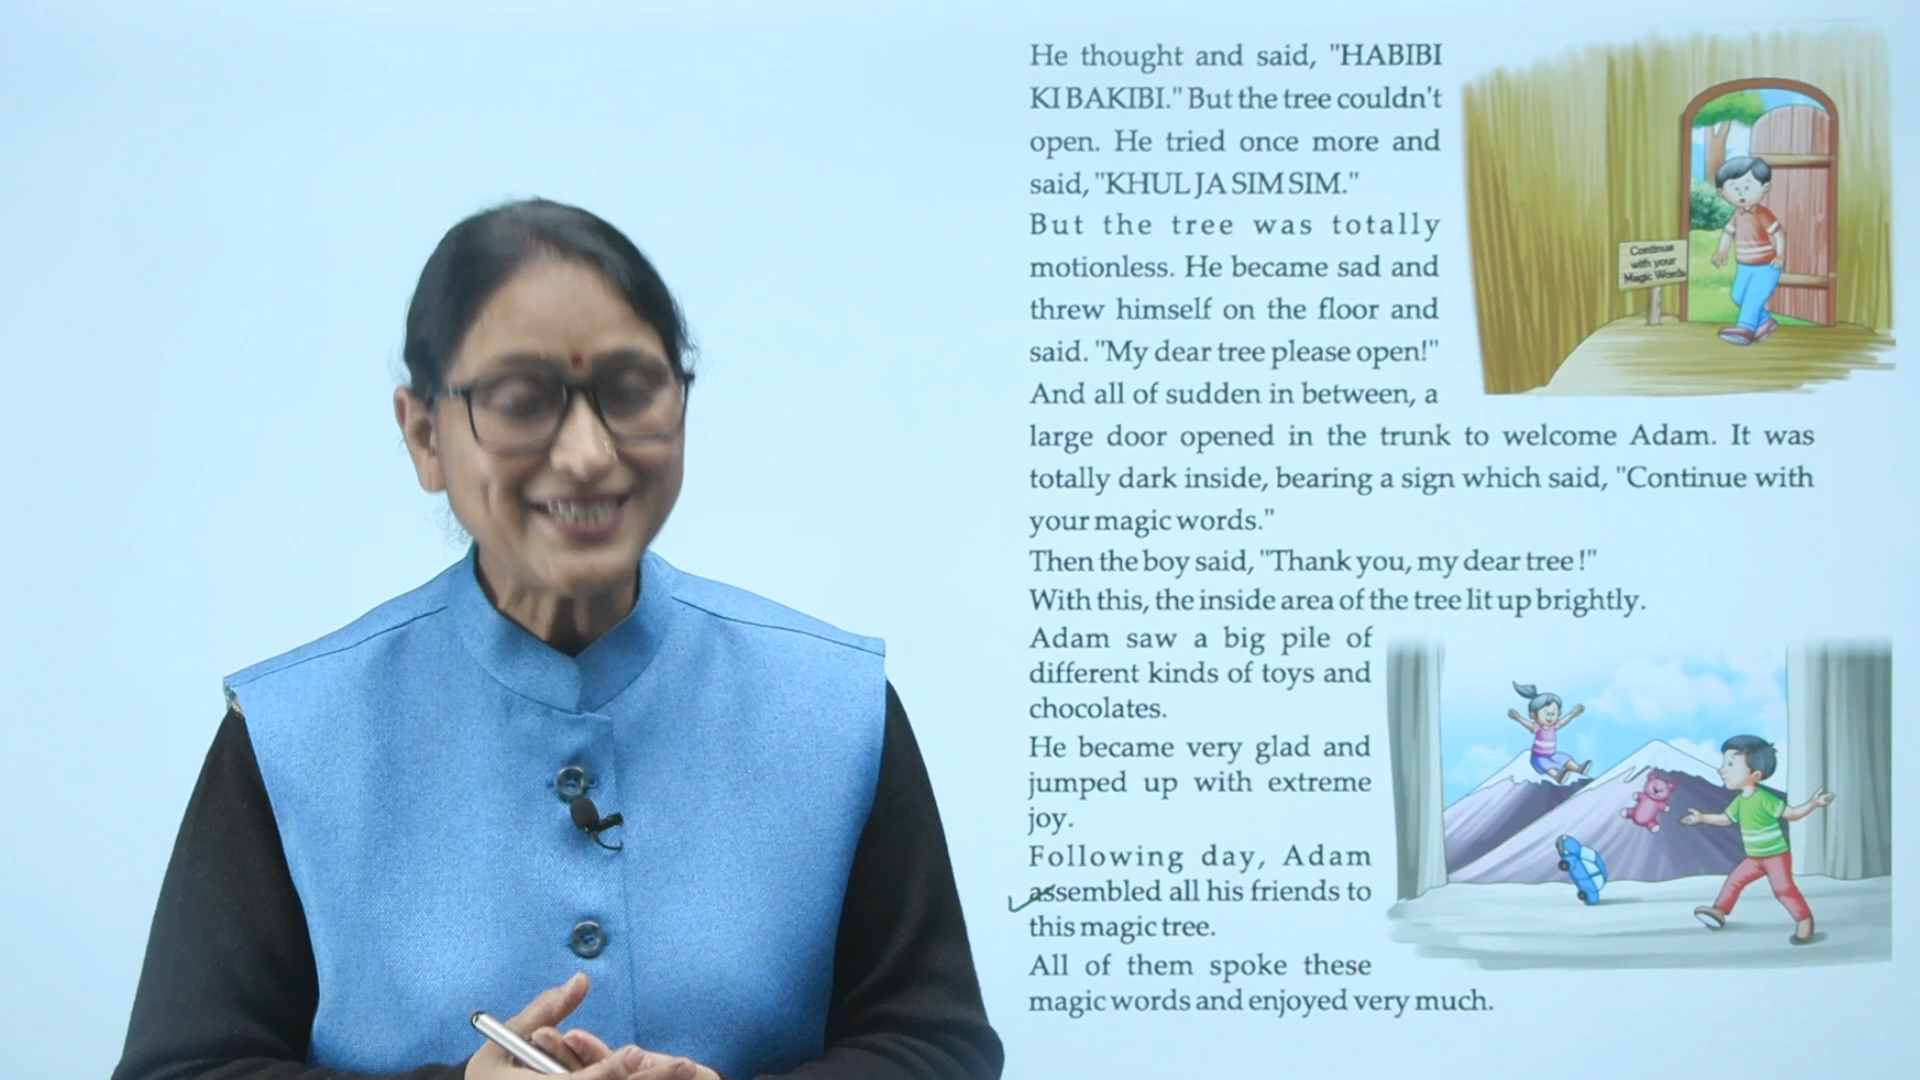 He thought and said, "HABIBI
KI BAKIBI." But the tree couldn't
open. He tried once more and
said, "KHUL JA SIM SIM."
But the tree was totally
motionless. He became sad and
threw himself on the floor and
said. "My dear tree please open!"
And all of sudden in between, a
large door opened in the trunk to welcome Adam. It was
totally dark inside, bearing a sign which said, "Continue with
your magic words."
Then the boy said, "Thank you, my dear tree !"
With this, the inside area of the tree lit up brightly.
Adam saw a big pile of
different kinds of toys and
chocolates.
He became very glad and
jumped up with extreme
joy.
Following day, Adam
assembled all his friends to
this magic tree.
All of them spoke these
magic words and enjoyed very much.
Continue
with your
Magic Words